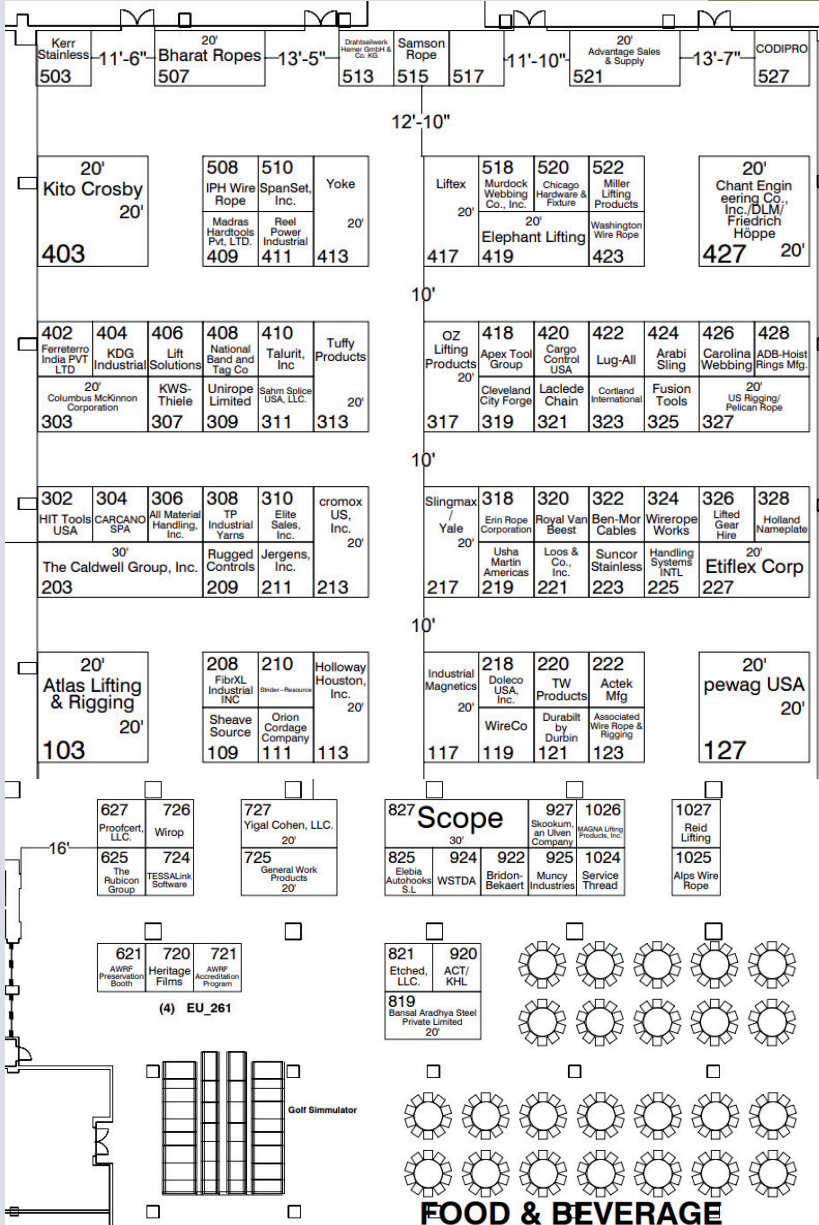 Kerr
Stainless
503
11'-6"
20'
Bharat Ropes
507
13'-5"
Drahtseilwerk
Hemer GmbH &
Co. KG
513
Samson
Rope
515
517
11'-10"
20'
Advantage Sales
& Supply
521
13'-7"
CODIPRO
527
12'-10"
20'
Kito Crosby
20'
403
508
IPH Wire
Rope
510
SpanSet,
Inc.
Yoke
20'
413
Madras
Hardtools
Pvt, LTD.
409
Reel
Power
Industrial
411
Liftex
20'
417
518
Murdock
Webbing
Co., Inc.
520
Chicago
Hardware &
Fixture
522
Miller
Lifting
Products
20'
Elephant Lifting
419
Washington
Wire Rope
423
20'
Chant Engin
eering Co.,
Inc./DLM/
Friedrich
Höppe
427 20'
10'
402
Ferreterro
India PVT
LTD
404
KDG
Industrial
406
Lift
Solutions
408
National
Band and
Tag Co
410
Talurit,
Inc
Tuffy
Products
20'
313
20'
Columbus McKinnon
Corporation
303
KWS-
Thiele
307
Unirope
Limited
309
Sahm Splice
USA, LLC.
311
OZ
Lifting
Products
20'
317
418
Apex Tool
Group
420
Cargo
Control
USA
422
Lug-All
424
Arabi
Sling
426
Carolina
Webbing
428
ADB-Hoist
Rings Mfg.
Cleveland
City Forge
319
Laclede
Chain
321
Cortland
International
323
Fusion
Tools
325
20'
US Rigging/
Pelican Rope
327
10'
302
HIT Tools
USA
304
CARCANO
SPA
306
All Material
Handling,
Inc.
308
TP
Industrial
Yarns
310
Elite
Sales,
Inc.
cromox
US,
Inc.
20'
213
30'
The Caldwell Group, Inc.
203
Rugged
Controls
209
Jergens,
Inc.
211
Slingmax
/
Yale
20'
217
318
Erin Rope
Corporation
320
Royal Van
Beest
322
Ben-Mor
Cables
324
Wirerope
Works
326
Lifted
Gear
Hire
328
Holland
Nameplate
Usha
Martin
Americas
219
Loos &
Co.,
Inc.
221
Suncor
Stainless
223
Handling
Systems
INTL
225
20'
Etiflex Corp
227
10'
20'
Atlas Lifting
& Rigging
20'
103
208
FibrXL
Industrial
INC
210
Strider--Resource
Holloway
Houston,
Inc.
20'
113
Sheave
Source
109
Orion
Cordage
Company
111
Industrial
Magnetics
20'
117
218
Doleco
USA,
Inc.
220
TW
Products
222
Actek
Mfg
WireCo
119
Durabilt
by
Durbin
121
Associated
Wire Rope &
Rigging
123
20'
pewag USA
20'
127
627
Proofcert,
LLC.
726
Wirop
727
Yigal Cohen, LLC.
20'
827
Scope
30'
927
Skookum,
an Ulven
Company
1026
MAGNA Lifting
Products, Inc.
1027
Reid
Lifting
16'
625
The
Rubicon
Group
724
TESSALink
Software
725
General Work
Products
20'
825
Elebia
Autohooks
S.L
924
WSTDA
922
Bridon-
Bekaert
925
Muncy
Industries
1024
Service
Thread
1025
Alps Wire
Rope
621
AWRF
Preservation
Booth
720
Heritage
Films
721
AWRF
Accreditation
Program
821
Etched,
LLC.
920
ACT/
KHL
(4) EU_261
819
Bansal Aradhya Steel
Private Limited
20'
Golf Simmulator
FOOD & BEVERAGE